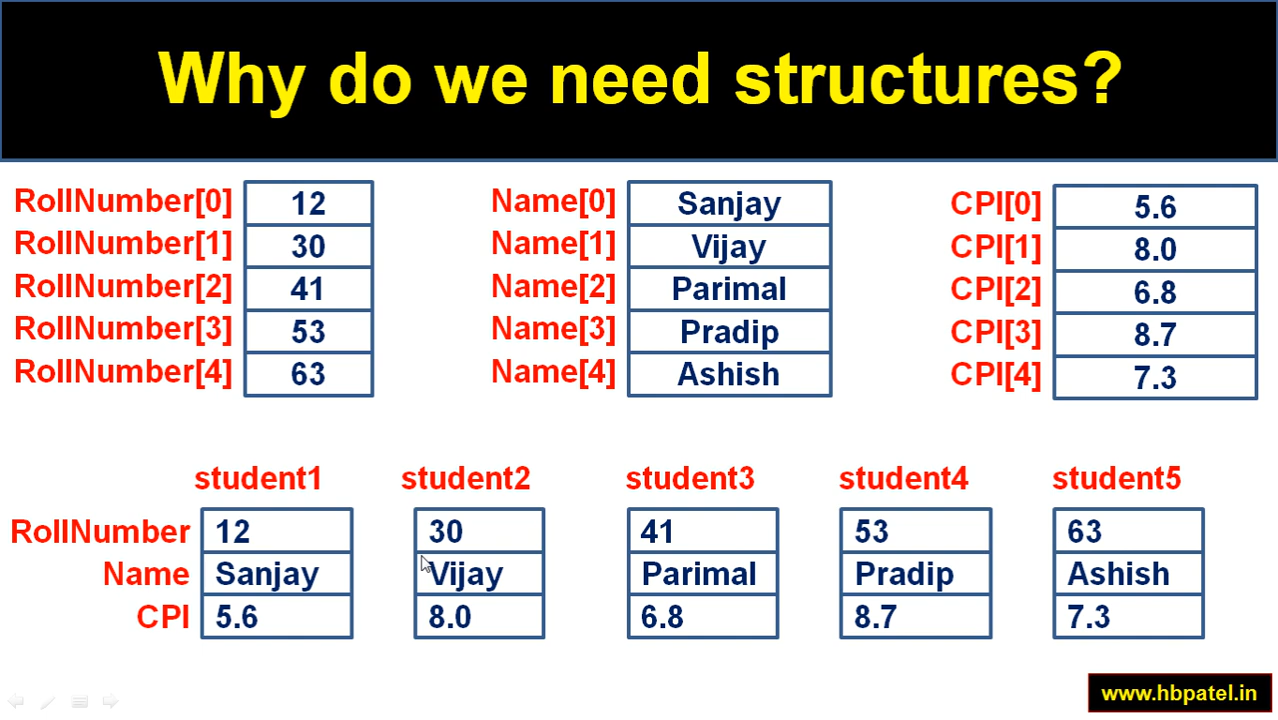 Why do we need structures?
RollNumber[0] 12 Name[0] Sanjay CPI[0] 5.6
RollNumber[1] 30 Name[1] Vijay CPI[1] 8.0
RollNumber[2] 41 Name[2] Parimal CPI[2] 6.8
RollNumber[3] 53 Name[3] Pradip CPI[3] 8.7
RollNumber[4] 63 Name[4] Ashish CPI[4] 7.3
student1 student2 student3 student4 student5
RollNumber 12 30 41 53 63
Name Sanjay Vijay Parimal Pradip Ashish
CPI 5.6 8.0 6.8 8.7 7.3
www.hbpatel.in